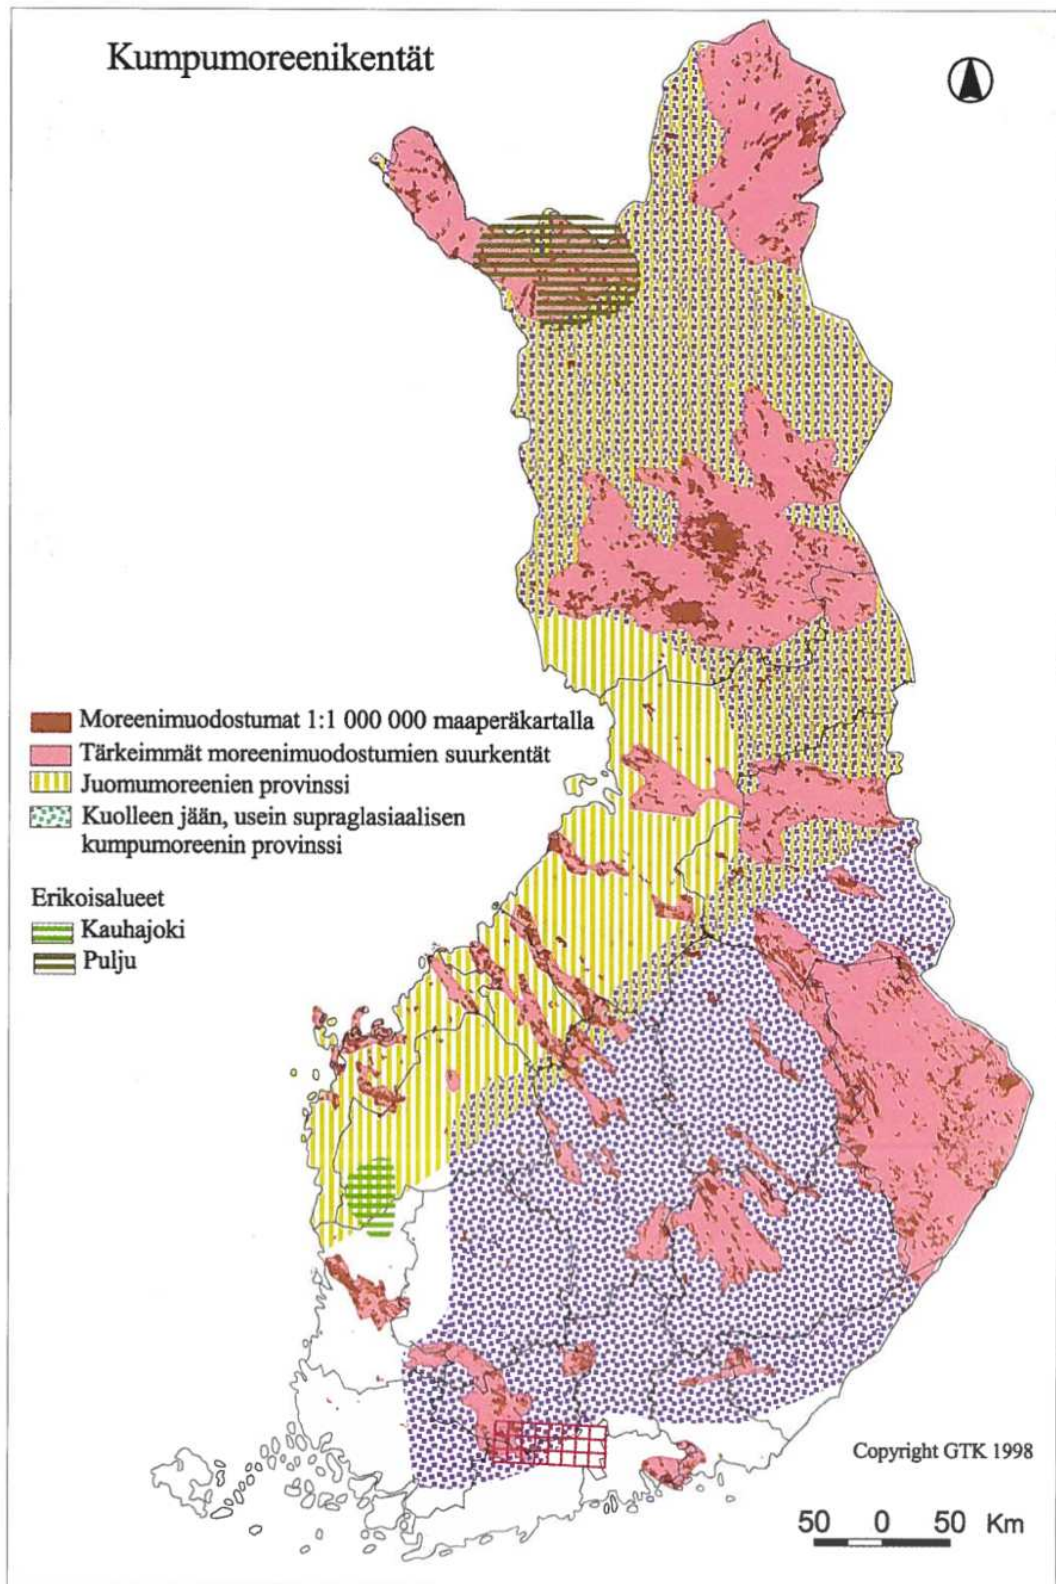 Kumpumoreenikentät
Moreenimuodostumat 1:1 000 000 maaperäkartalla
Tärkeimmät moreenimuodostumien suurkentät
Juomumoreenien provinssi
Kuolleen jään, usein supraglasiaalisen
kumpumoreenin provinssi
Erikoisalueet
Kauhajoki
Pulju
Copyright GTK 1998
50 0 50 Km